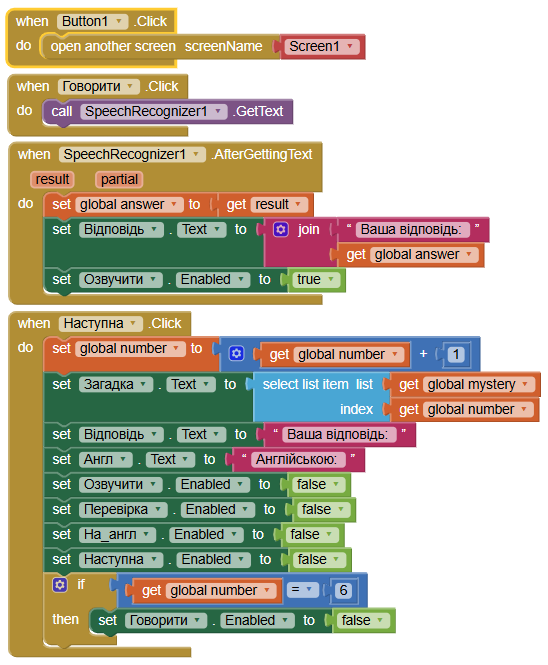 when Button1 .Click
do open another screen screenName Screen1
when Говорити .Click
do call SpeechRecognizer1 .GetText
when SpeechRecognizer1 .AfterGettingText
result partial
do set global answer to get result
set Відповідь . Text to join “ Ваша відповідь: ”
get global answer
set Озвучити . Enabled to true
when Наступна .Click
do set global number to get global number + 1
set Загадка . Text to select list item list get global mystery
index get global number
set Відповідь . Text to “ Ваша відповідь: ”
set Англ . Text to “ Англійською: ”
set Озвучити . Enabled to false
set Перевірка . Enabled to false
set На_англ . Enabled to false
set Наступна . Enabled to false
if get global number = 6
then set Говорити . Enabled to false